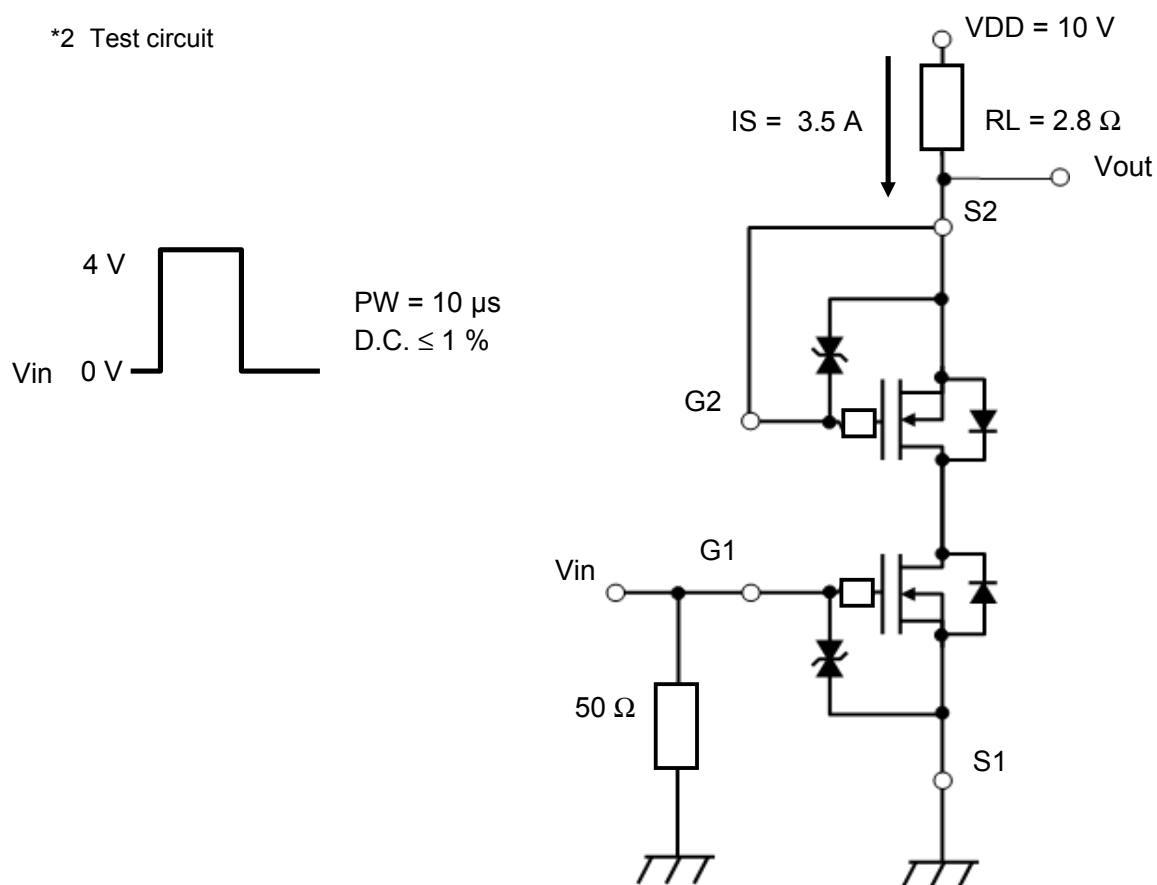 *2 Test circuit
VDD = 10 V
IS = 3.5 A
RL = 2.8 Ω
Vout
S2
4 V
PW = 10 µs
D.C. ≤ 1 %
Vin 0 V
G2
G1
Vin
50 Ω
S1